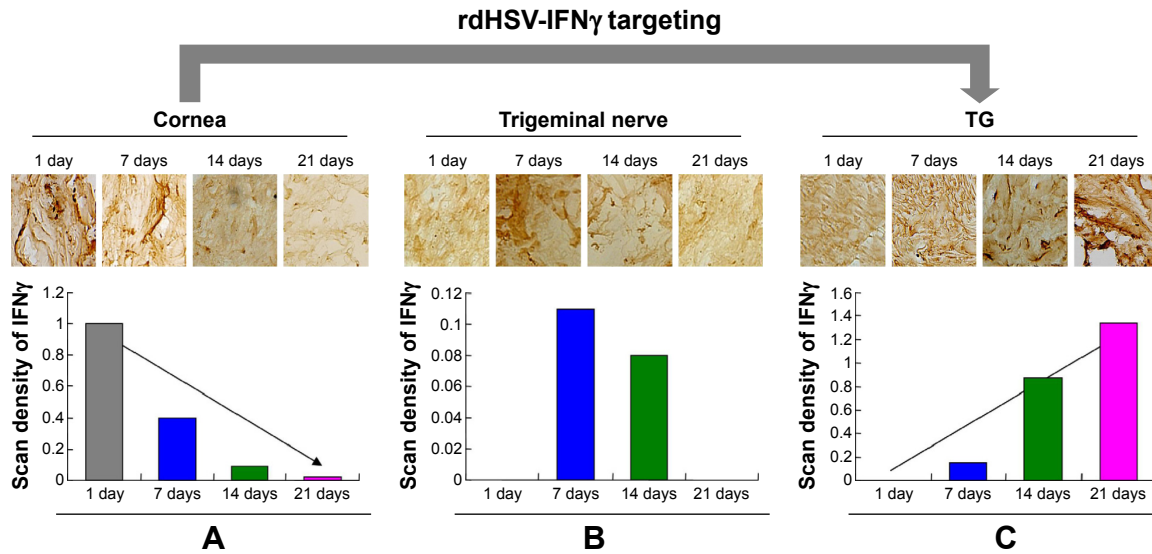 rdHSV-IFNγ targeting
Cornea
1 day 7 days 14 days 21 days
Scan density of IFNγ
1.2
1
0.8
0.6
0.4
0.2
0
1 day 7 days 14 days 21 days
A
Trigeminal nerve
1 day 7 days 14 days 21 days
Scan density of IFNγ
0.12
0.1
0.08
0.06
0.04
0.02
0
1 day 7 days 14 days 21 days
B
TG
1 day 7 days 14 days 21 days
Scan density of IFNγ
1.6
1.4
1.2
1
0.8
0.6
0.4
0.2
0
1 day 7 days 14 days 21 days
C